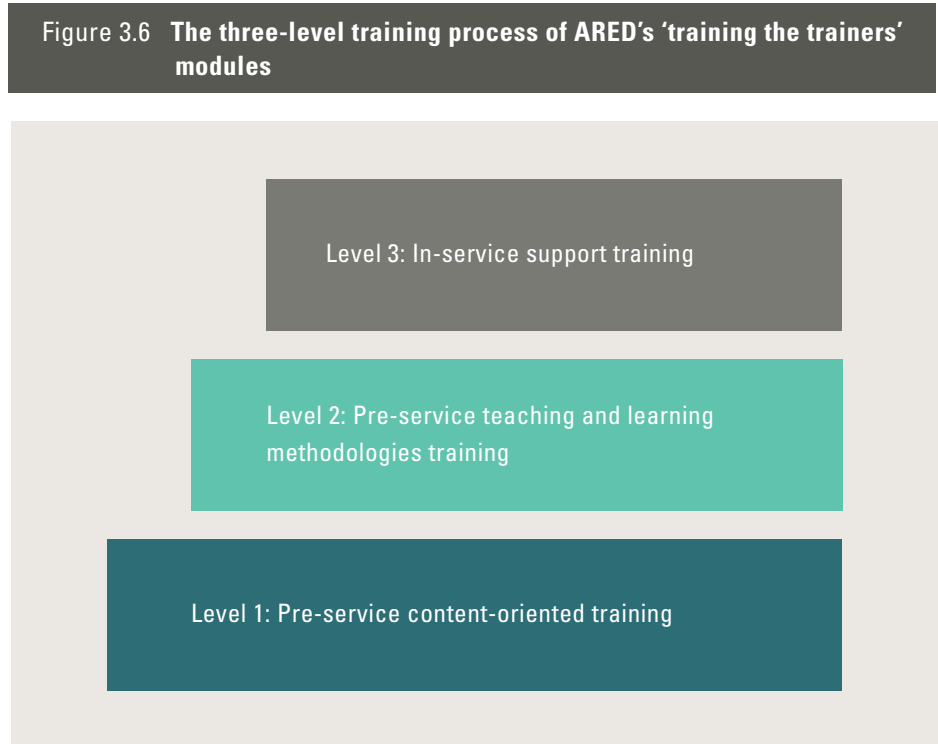 Figure 3.6 The three-level training process of ARED’s ‘training the trainers’
modules
Level 3: In-service support training
Level 2: Pre-service teaching and learning
methodologies training
Level 1: Pre-service content-oriented training